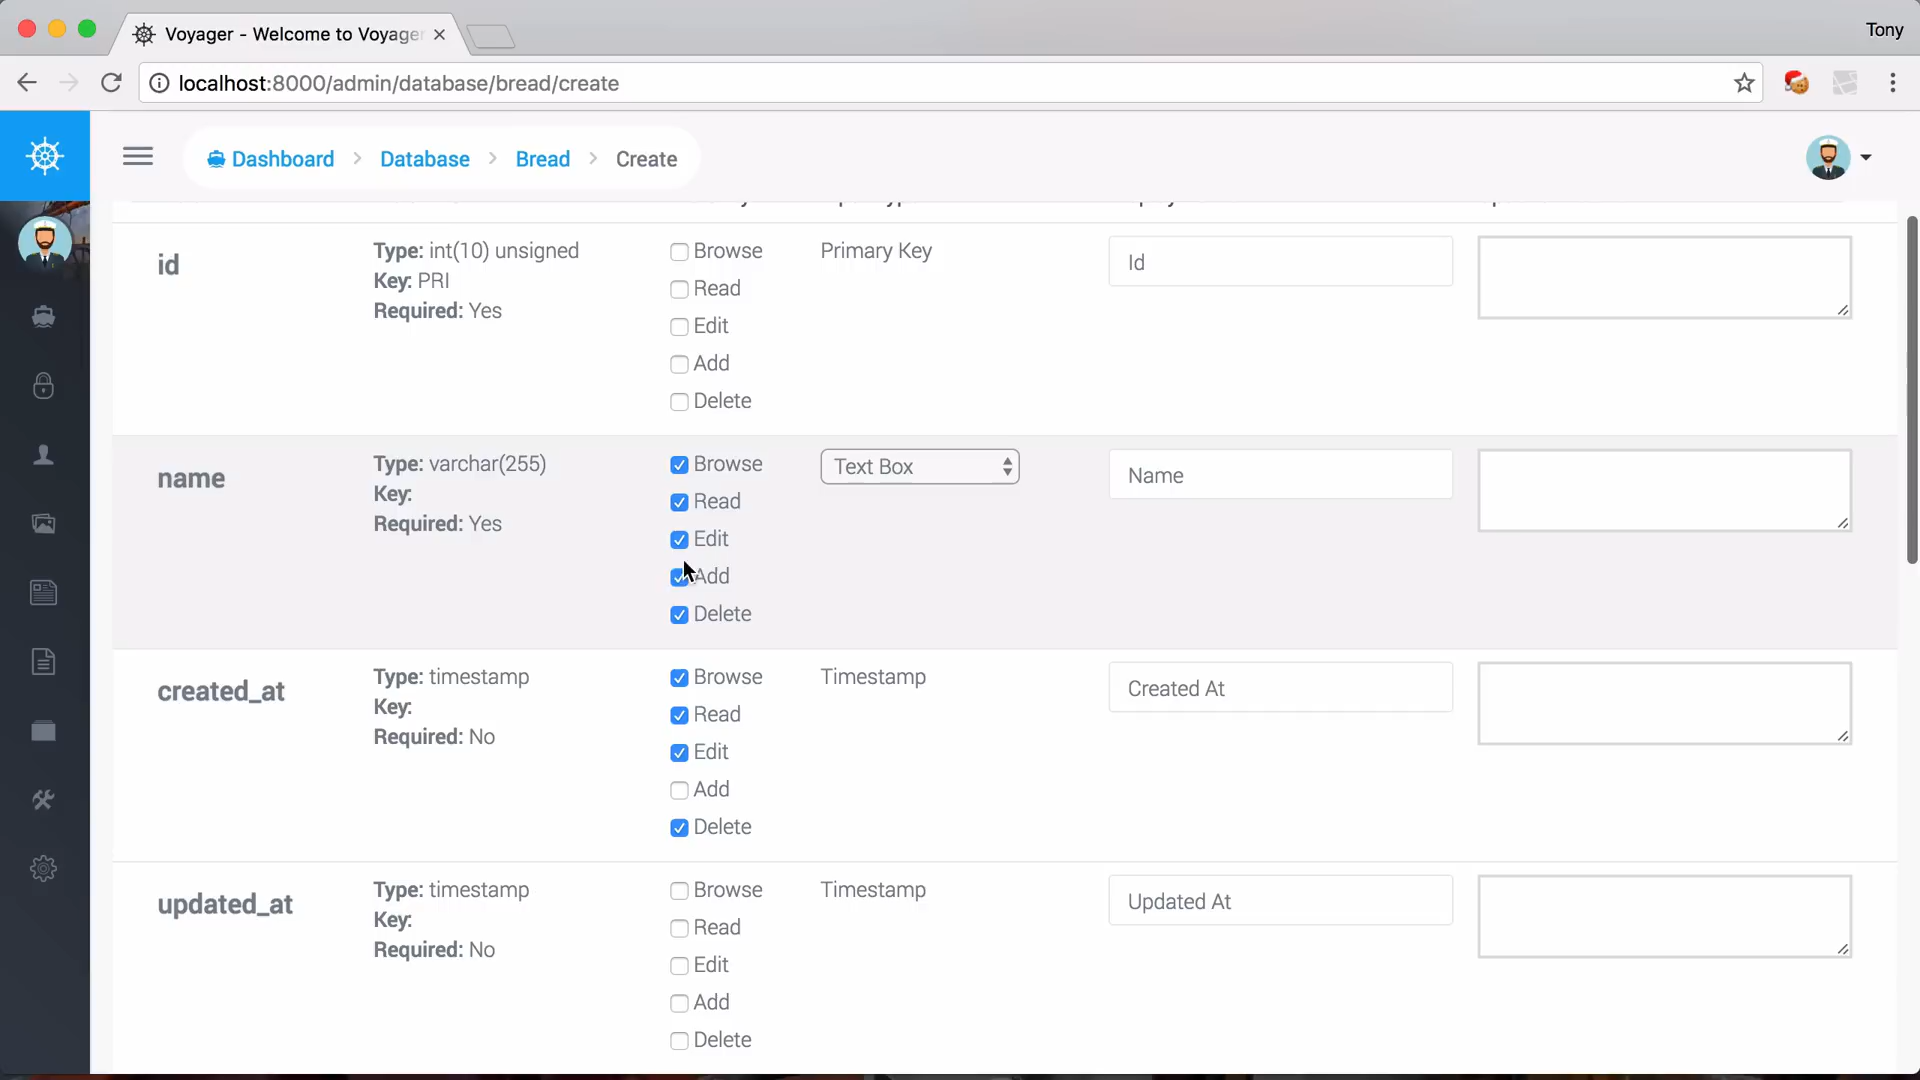 Voyager - Welcome to Voyager
Tony
localhost:8000/admin/database/bread/create
Dashboard > Database > Bread > Create
id
Type: int(10) unsigned
Key: PRI
Required: Yes
Browse
Read
Edit
Add
Delete
Primary Key
Id
name
Type: varchar(255)
Key:
Required: Yes
Browse
Read
Edit
Add
Delete
Text Box
Name
created_at
Type: timestamp
Key:
Required: No
Browse
Read
Edit
Add
Delete
Timestamp
Created At
updated_at
Type: timestamp
Key:
Required: No
Browse
Read
Edit
Add
Delete
Timestamp
Updated At